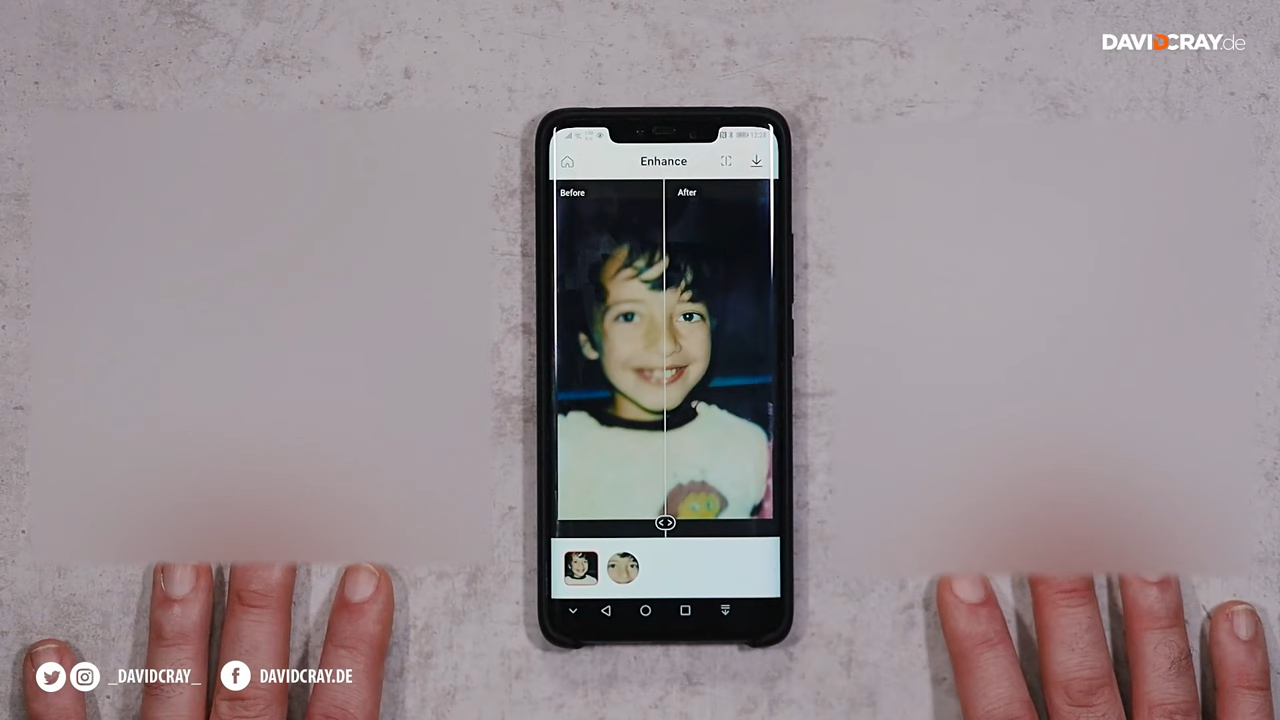 DAVIDCRAY.de
Enhance
Before
After
_DAVIDCRAY_
DAVIDCRAY.DE